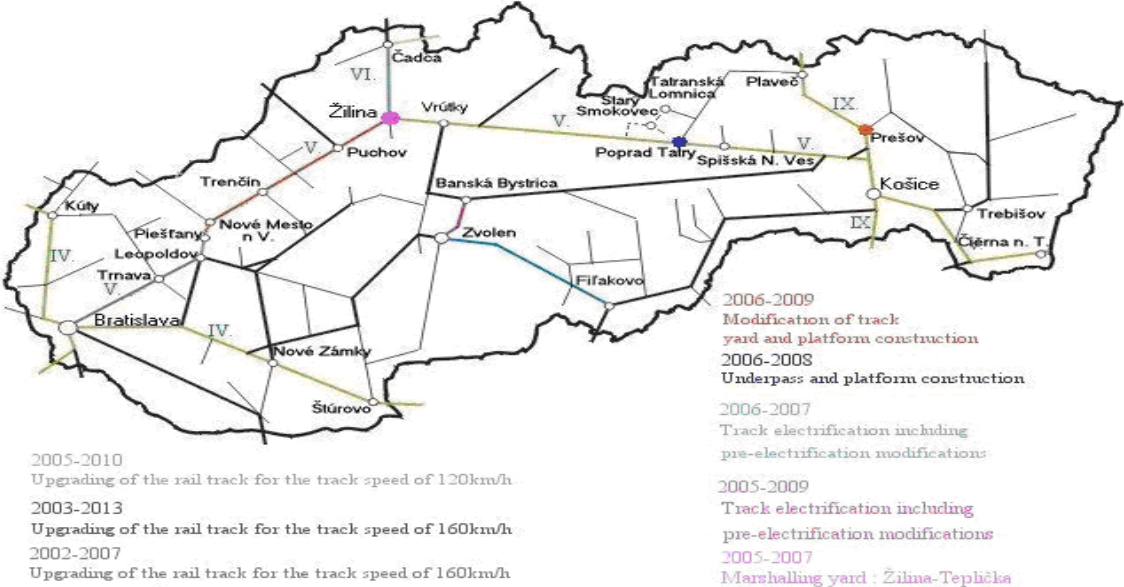 Čadca
VI.
Žilina
Vrútky
V.
Stary
Smokovec
Tatranská
Lomnica
Plaveč
IX.
Prešov
V.
Poprad Tatry
Spišská N. Ves
V.
Puchov
Trenčín
Banská Bystrica
Košice
Kúty
Nové Mesto
n V.
Piešťany
Leopoldov
Zvolen
IX
Trebišov
Čiérna n. T.
IV.
Trnava
V
Fiľakovo
Bratislava
IV.
Nové Zámky
Štúrovo
2006-2009
Modification of track
yard and platform construction
2006-2008
Underpass and platform construction
2006-2007
Track electrification including
pre-electrification modifications
2005-2009
Track electrification including
pre-electrification modifications
2005-2007
Marshalling yard : Žilina-Teplička
2005-2010
Upgrading of the rail track for the track speed of 120km/h
2003-2013
Upgrading of the rail track for the track speed of 160km/h
2002-2007
Upgrading of the rail track for the track speed of 160km/h